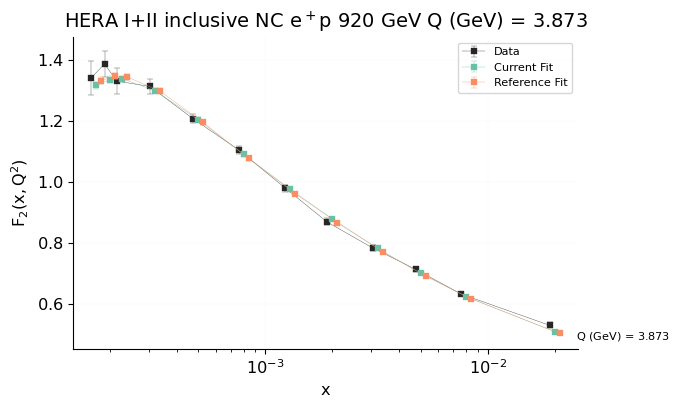 HERA I+II inclusive NC e⁺p 920 GeV Q (GeV) = 3.873
Data
Current Fit
Reference Fit
F₂(x, Q²)
1.4
1.2
1.0
0.8
0.6
10⁻³
10⁻²
Q (GeV) = 3.873
x